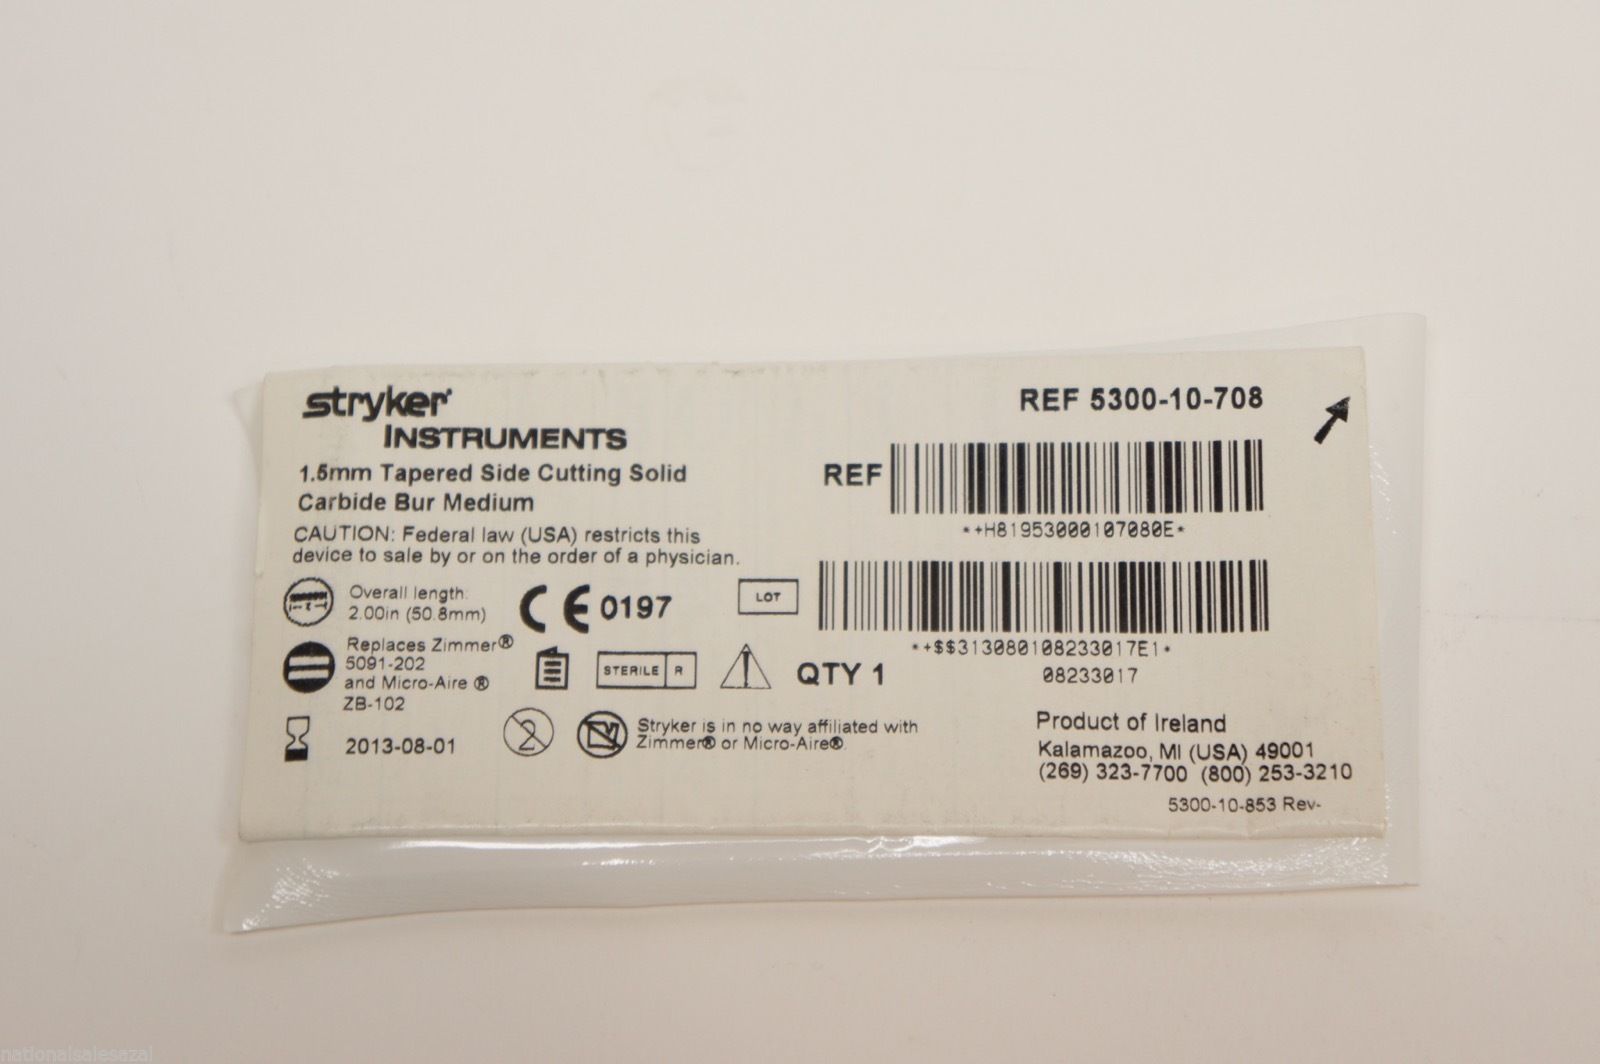 stryker®
INSTRUMENTS
1.5mm Tapered Side Cutting Solid
Carbide Bur Medium
CAUTION: Federal law (USA) restricts this
device to sale by or on the order of a physician.
REF 5300-10-708
REF
*+H81953000107080E*
Overall length:
2.00in (50.8mm)
CE 0197
LOT
*+$$313080108233017E1*
08233017
Replaces Zimmer®
5091-202
and Micro-Aire ®
ZB-102
STERILE R
QTY 1
2013-08-01
2
Stryker is in no way affiliated with
Zimmer® or Micro-Aire®.
Product of Ireland
Kalamazoo, MI (USA) 49001
(269) 323-7700 (800) 253-3210
5300-10-853 Rev-
nationalsalesazal